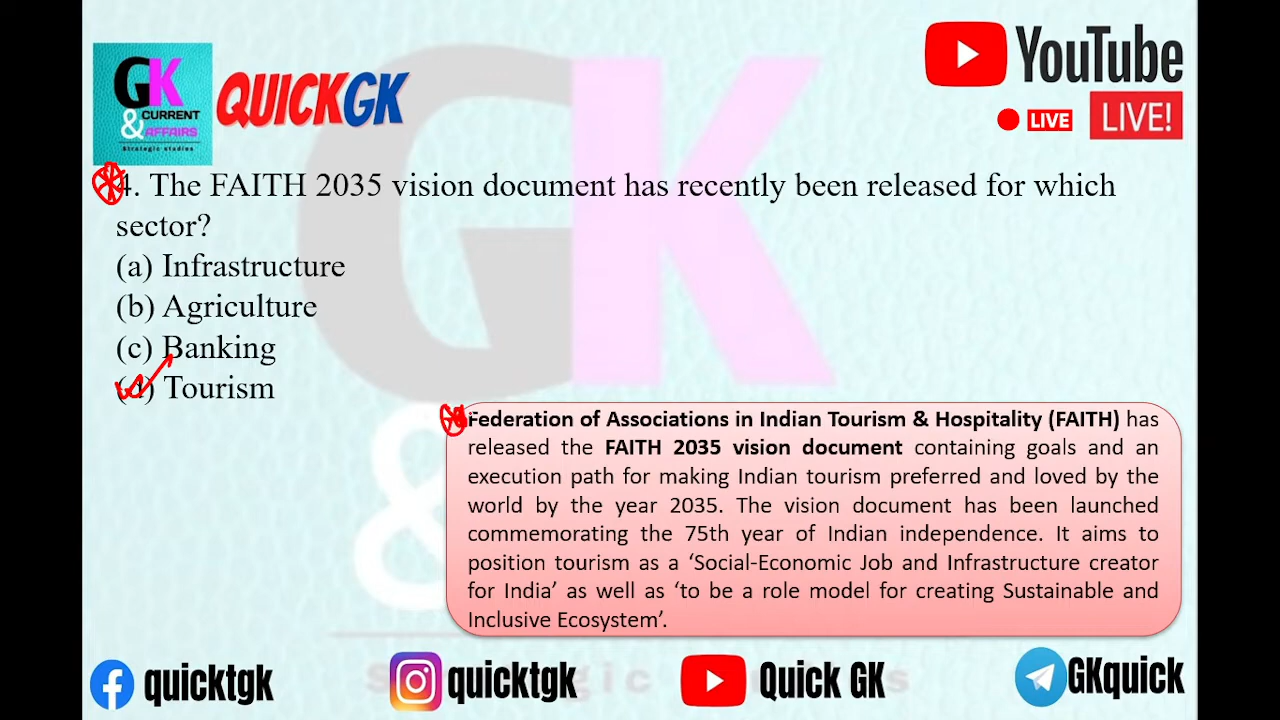 GK
CURRENT
& AFFAIRS
Strategic studies
QUICKGK
YouTube
LIVE
LIVE!
4. The FAITH 2035 vision document has recently been released for which
sector?
(a) Infrastructure
(b) Agriculture
(c) Banking
(d) Tourism
Federation of Associations in Indian Tourism & Hospitality (FAITH) has
released the FAITH 2035 vision document containing goals and an
execution path for making Indian tourism preferred and loved by the
world by the year 2035. The vision document has been launched
commemorating the 75th year of Indian independence. It aims to
position tourism as a ‘Social-Economic Job and Infrastructure creator
for India’ as well as ‘to be a role model for creating Sustainable and
Inclusive Ecosystem’.
quicktgk
quicktgk
Quick GK
GKquick